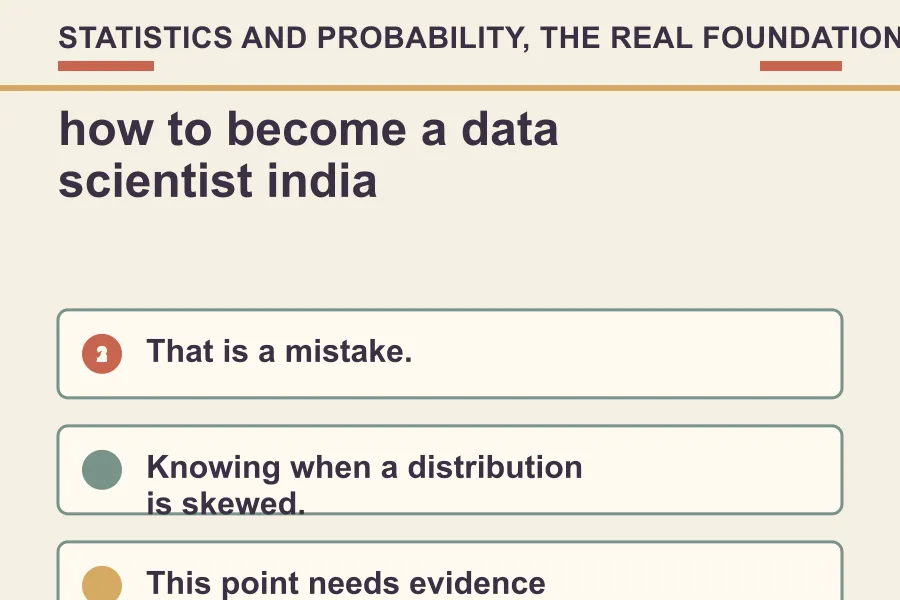 STATISTICS AND PROBABILITY, THE REAL FOUNDATION
how to become a data
scientist india
That is a mistake.
Knowing when a distribution
is skewed.
This point needs evidence